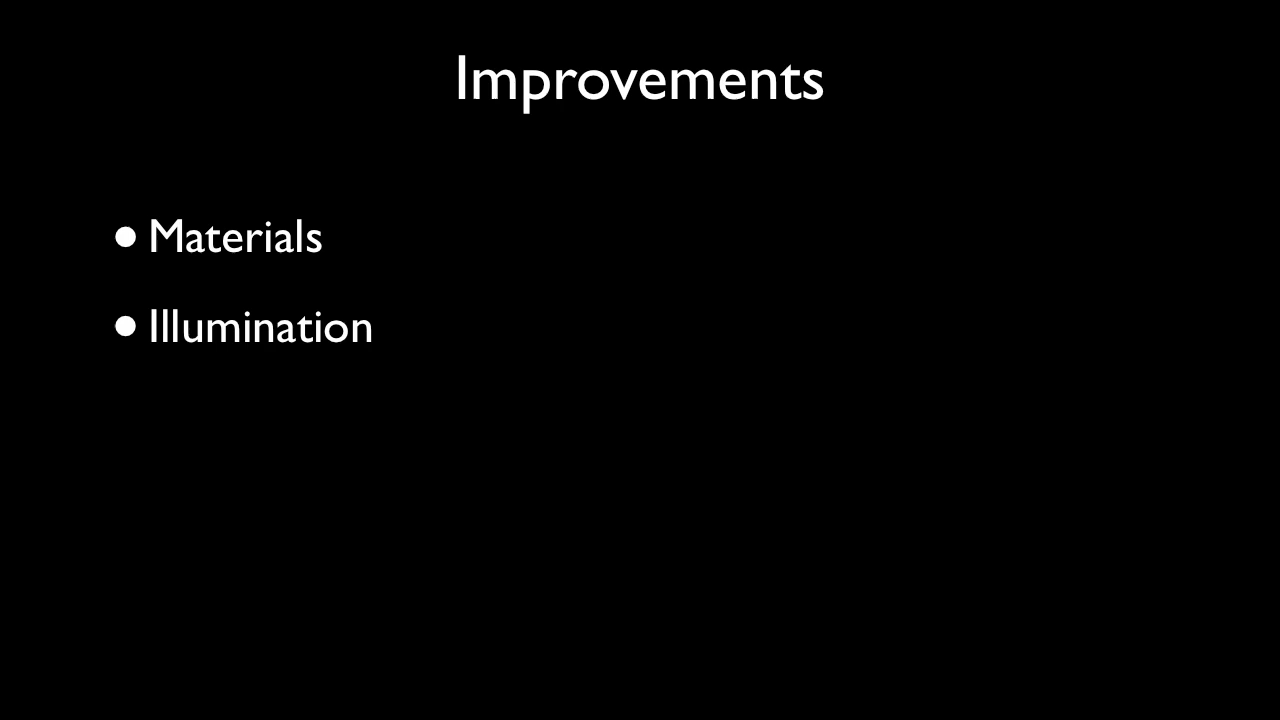 Improvements
• Materials
• Illumination